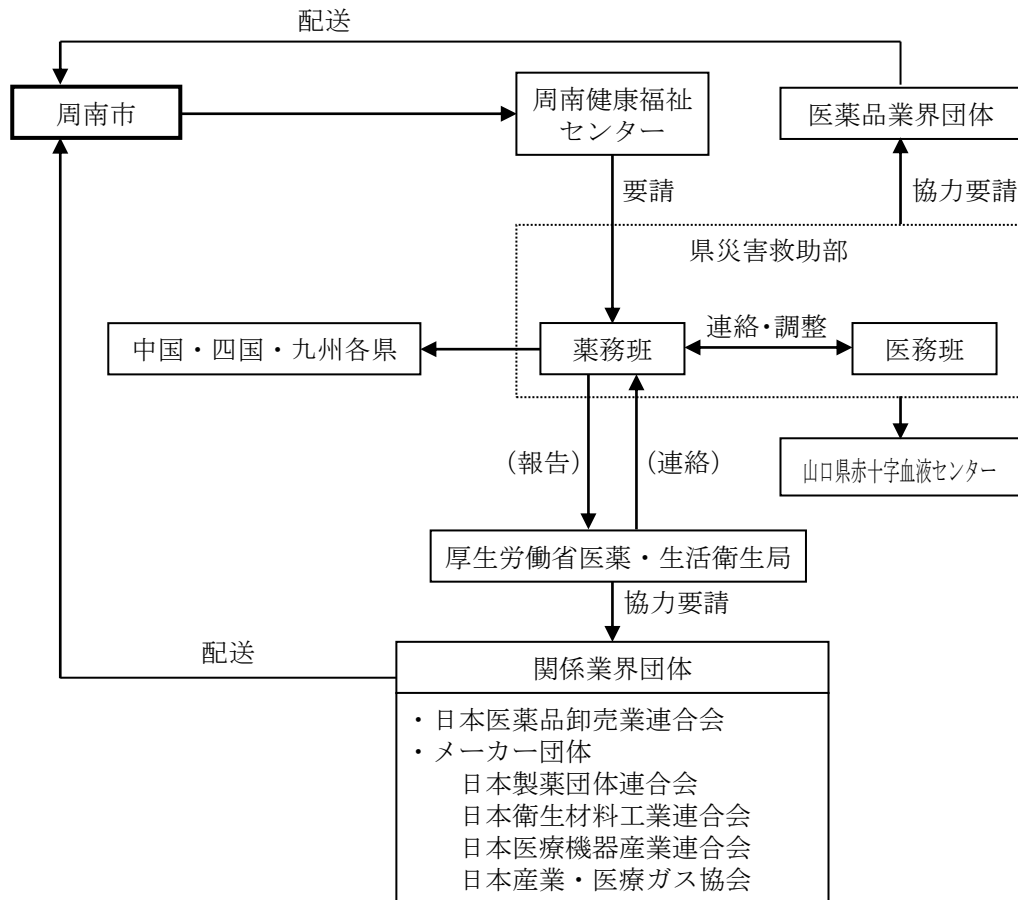 配送
周南市
周南健康福祉
センター
医薬品業界団体
要請
協力要請
県災害救助部
中国・四国・九州各県
薬務班
連絡・調整
医務班
(報告)
(連絡)
山口県赤十字血液センター
厚生労働省医薬・生活衛生局
協力要請
配送
関係業界団体
・日本医薬品卸売業連合会
・メーカー団体
日本製薬団体連合会
日本衛生材料工業連合会
日本医療機器産業連合会
日本産業・医療ガス協会